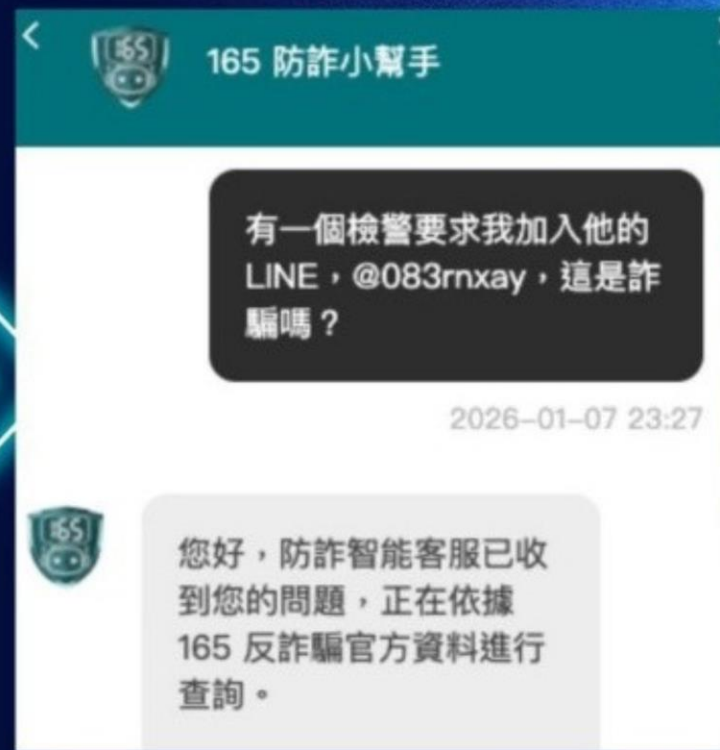 165
165 防詐小幫手
有一個檢警要求我加入他的
LINE，@083rnxay，這是詐
騙嗎？
2026-01-07 23:27
165
您好，防詐智能客服已收
到您的問題，正在依據
165 反詐騙官方資料進行
查詢。